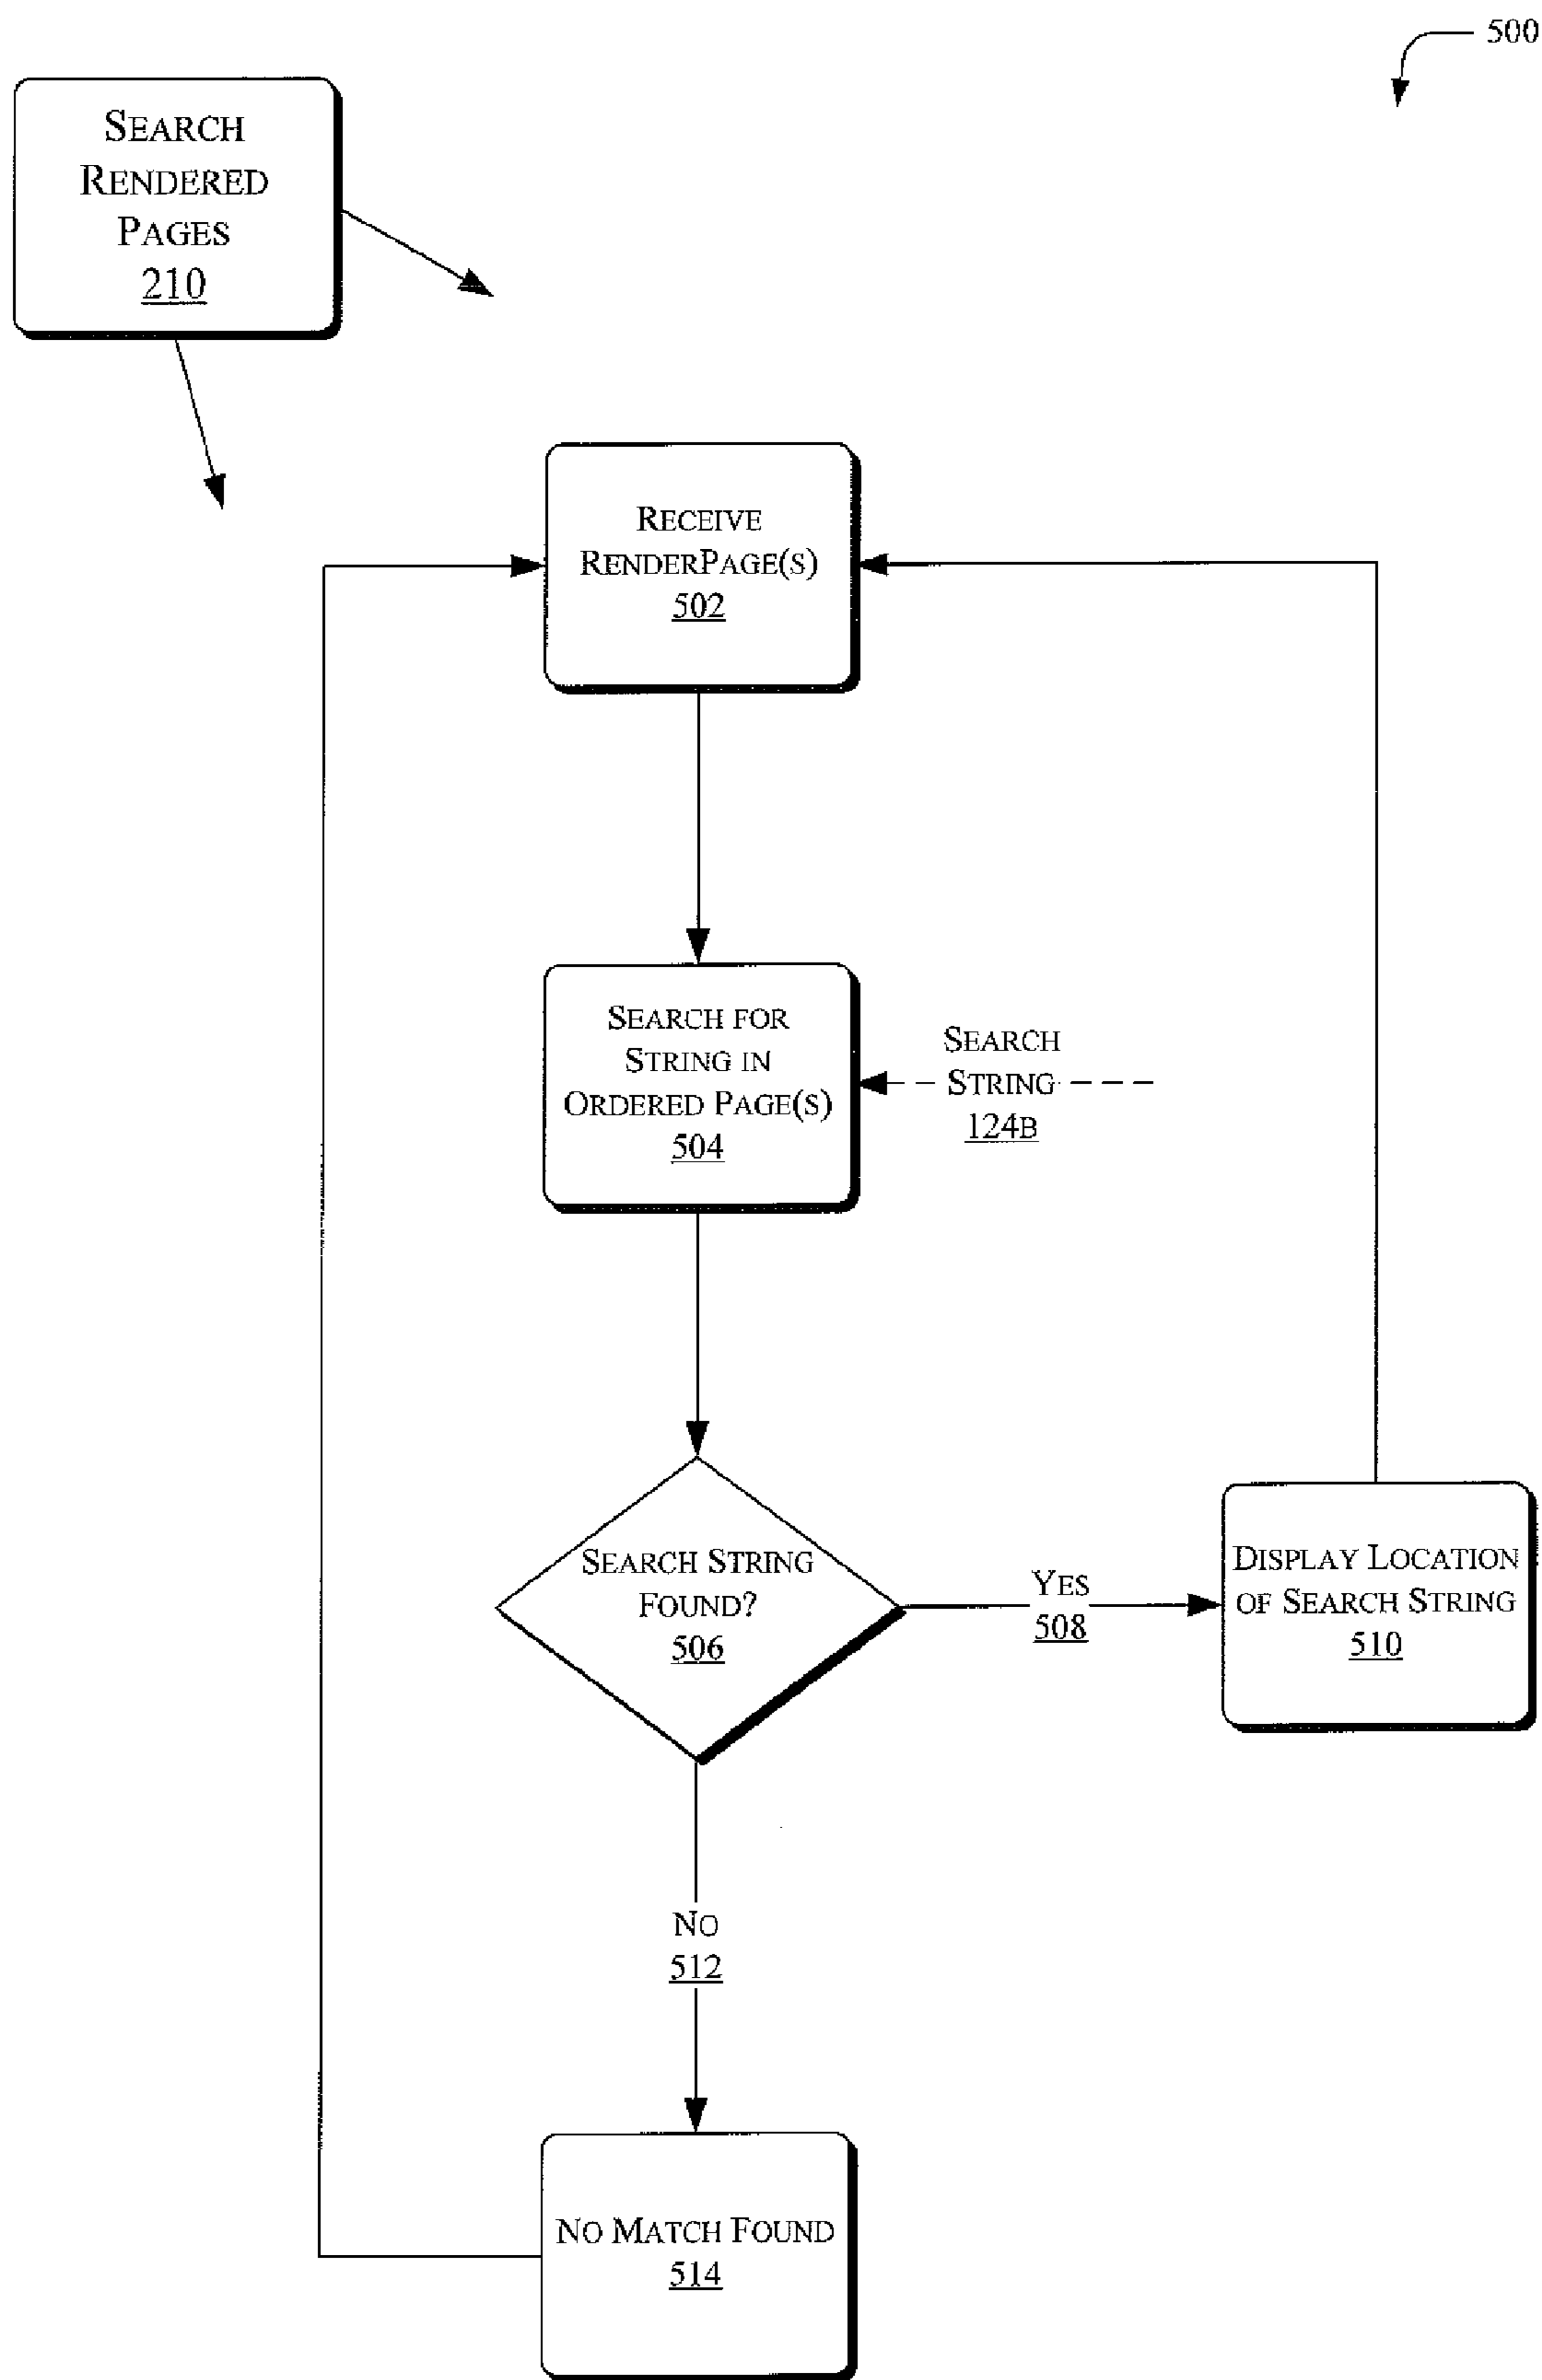 500
SEARCH
RENDERED
PAGES
210
RECEIVE
RENDERPAGE(S)
502
SEARCH FOR
STRING IN
ORDERED PAGE(S)
504
SEARCH
STRING
124B
SEARCH STRING
FOUND?
506
YES
508
DISPLAY LOCATION
OF SEARCH STRING
510
NO
512
NO MATCH FOUND
514